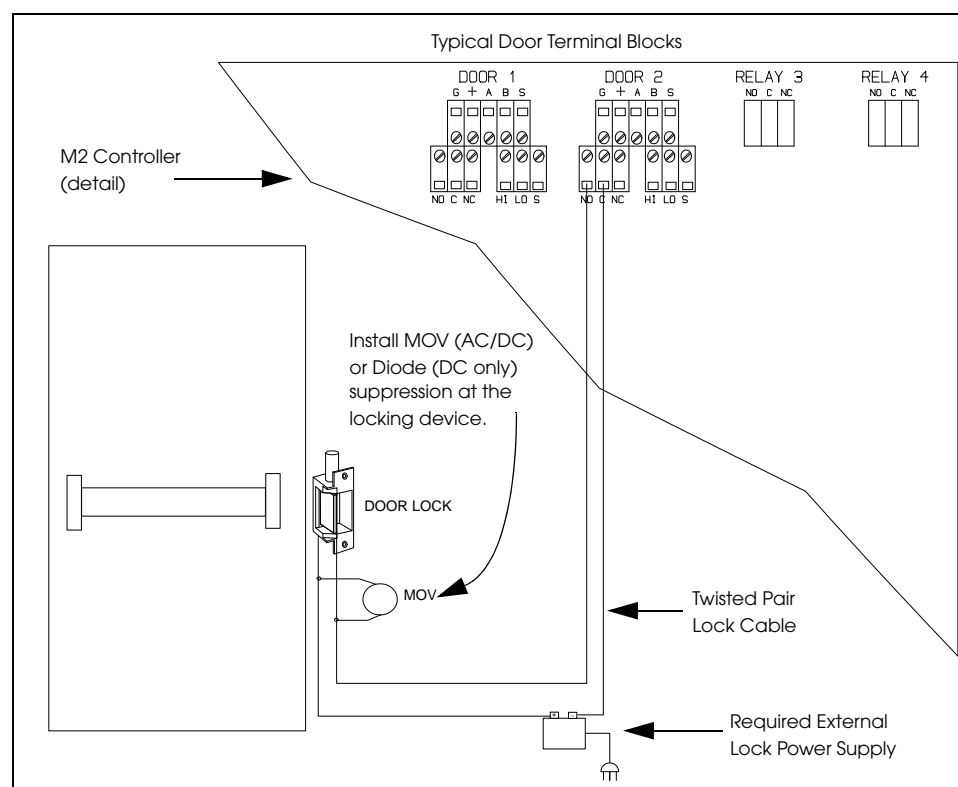 Typical Door Terminal Blocks
DOOR 1
DOOR 2
RELAY 3
RELAY 4
G + A B S
G + A B S
NO C NC
NO C NC
M2 Controller
(detail)
NO C NC
HI LO S
NO C NC
HI LO S
Install MOV (AC/DC)
or Diode (DC only)
suppression at the
locking device.
DOOR LOCK
MOV
Twisted Pair
Lock Cable
+ -
Required External
Lock Power Supply